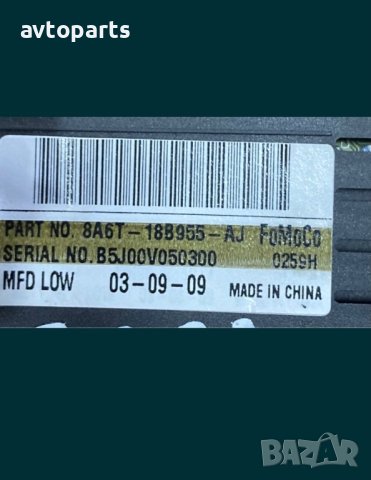 avtoparts
PART NO. 8A6T-18B955-AJ FoMoCo
SERIAL NO. B5J00V050300 0259H
MFD LOW 03-09-09 MADE IN CHINA
BAZAR